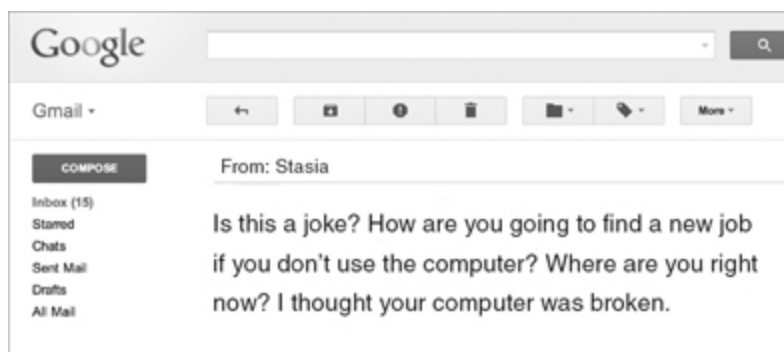 Google
Gmail
More
COMPOSE
From: Stasia
Inbox (15)
Starred
Chats
Sent Mail
Drafts
All Mail
Is this a joke? How are you going to find a new job
if you don't use the computer? Where are you right
now? I thought your computer was broken.